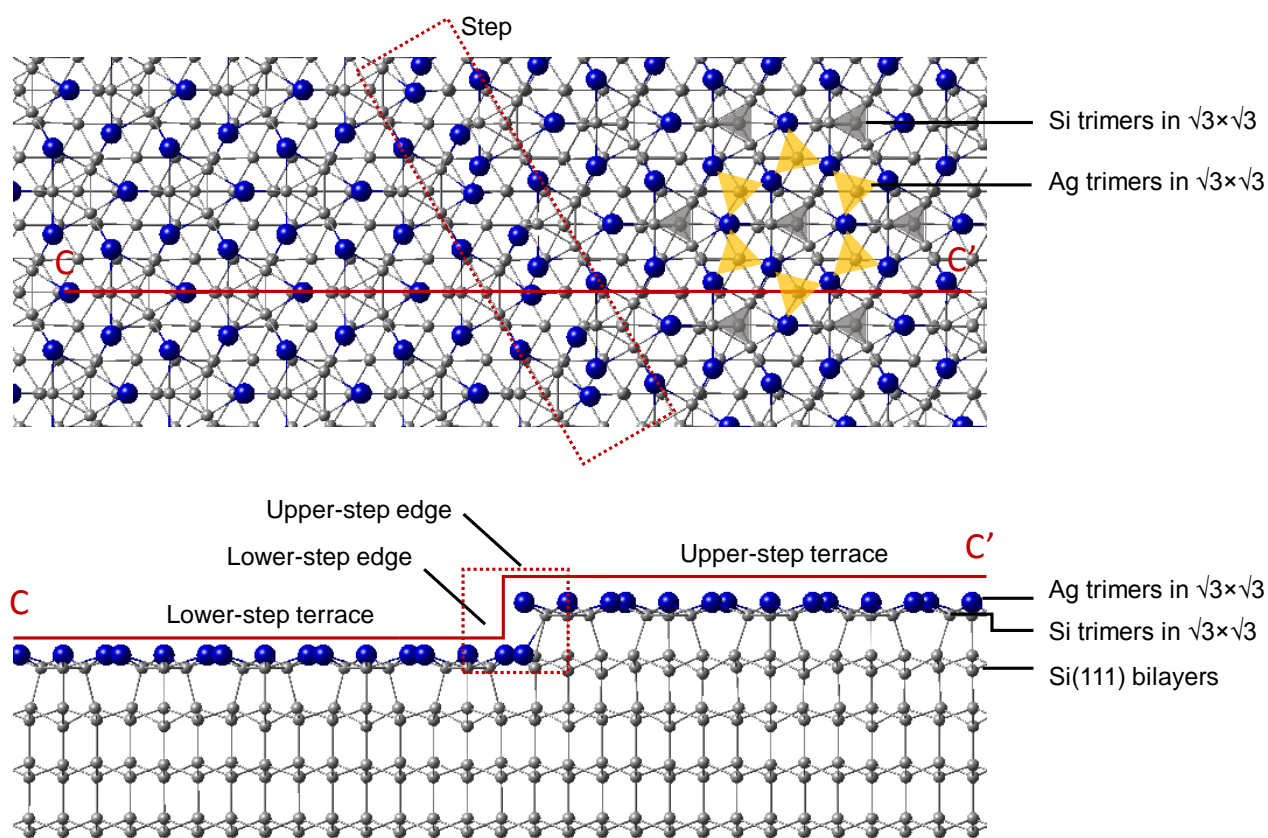 Step
Si trimers in √3×√3
Ag trimers in √3×√3
C
C’
Upper-step edge
Lower-step edge
Upper-step terrace
C’
C
Lower-step terrace
Ag trimers in √3×√3
Si trimers in √3×√3
Si(111) bilayers